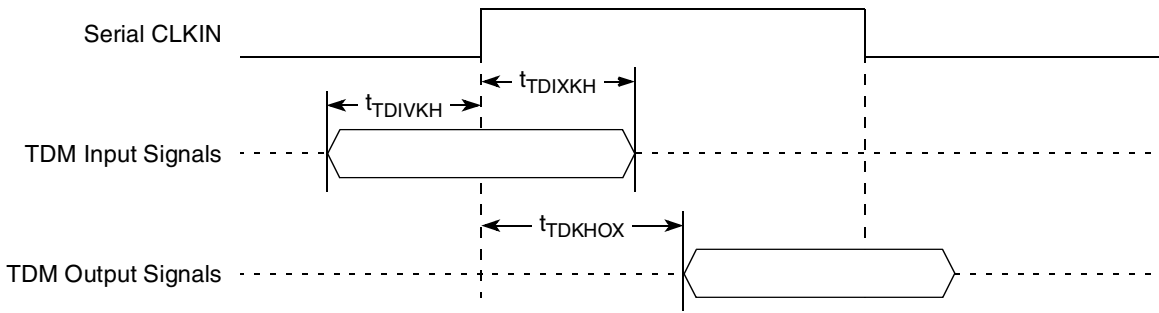 Serial CLKIN
tTDIXKH
tTDIVKH
TDM Input Signals
tTDKHOX
TDM Output Signals